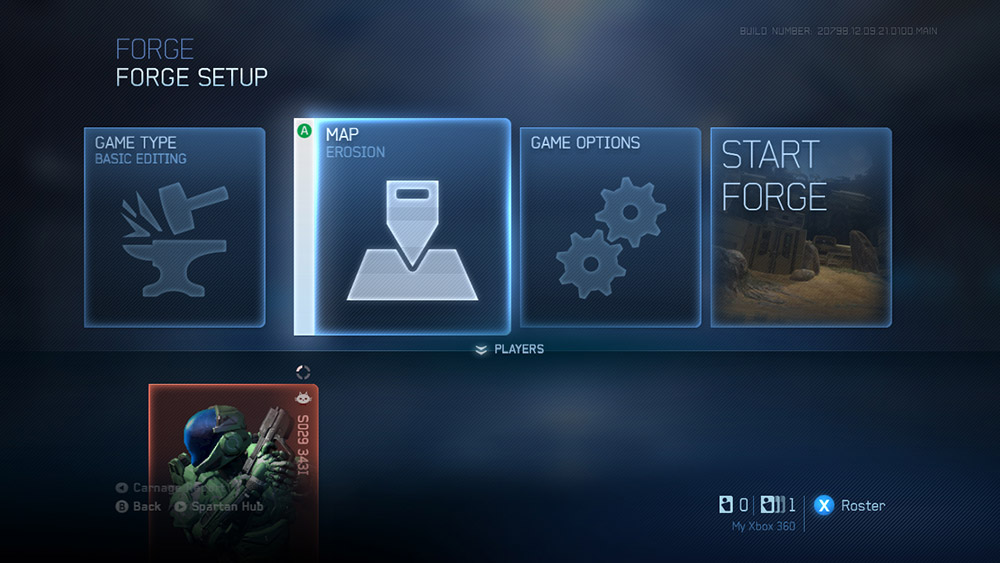 BUILD NUMBER: 20798.12.09.21.0100.MAIN
FORGE
FORGE SETUP
GAME TYPE
BASIC EDITING
A
MAP
EROSION
GAME OPTIONS
START
FORGE
PLAYERS
S029 343I
Carnage
B Back
Spartan Hub
0 1
X Roster
My Xbox 360